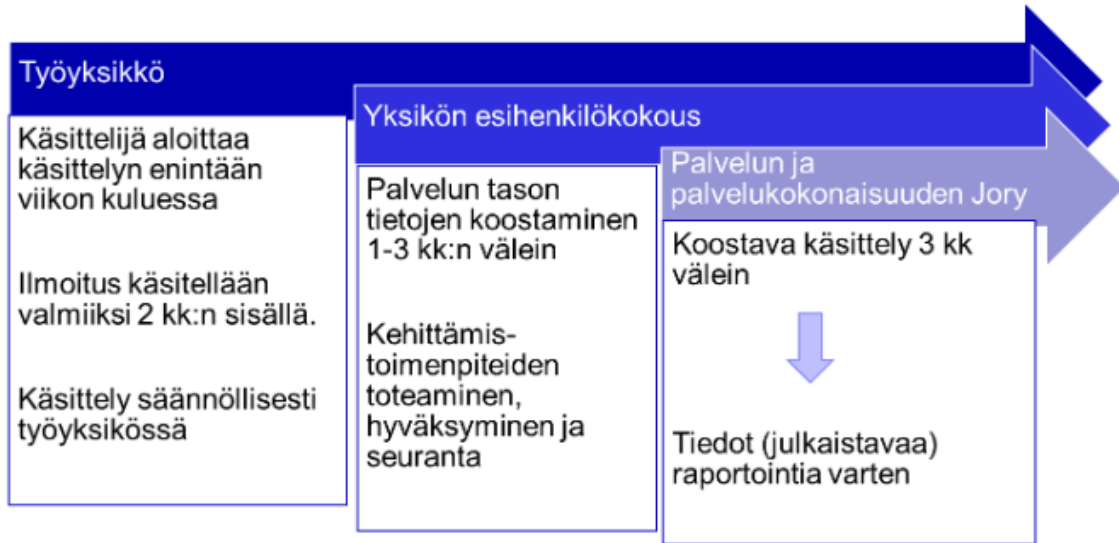 Työyksikkö
Käsittelijä aloittaa
käsittelyn enintään
viikon kuluessa
Ilmoitus käsitellään
valmiiksi 2 kk:n sisällä.
Käsittely säännöllisesti
työyksikössä
Yksikön esihenkilökokous
Palvelun tason
tietojen koostaminen
1-3 kk:n välein
Kehittämis-
toimenpiteiden
toteaminen,
hyväksyminen ja
seuranta
Palvelun ja
palvelukokonaisuuden Jory
Koostava käsittely 3 kk
välein
Tiedot (julkaistavaa)
raportointia varten